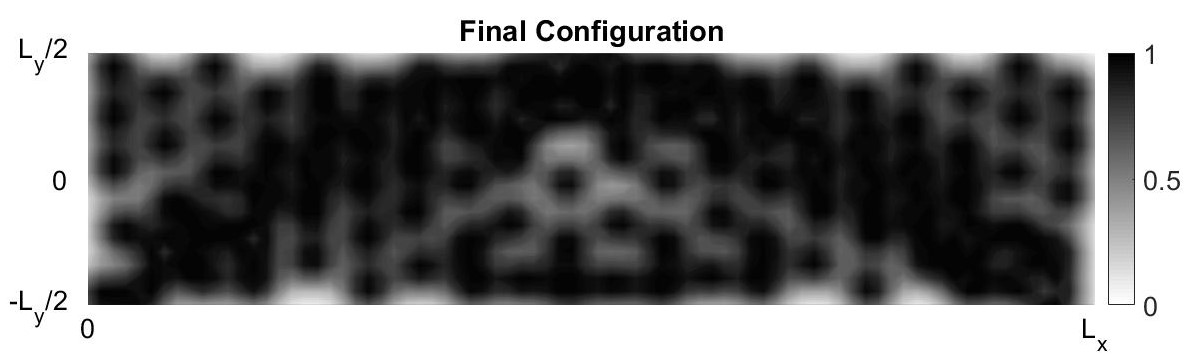 Final Configuration
L_y/2
0
-L_y/2
0
L_x
1
0.5
0